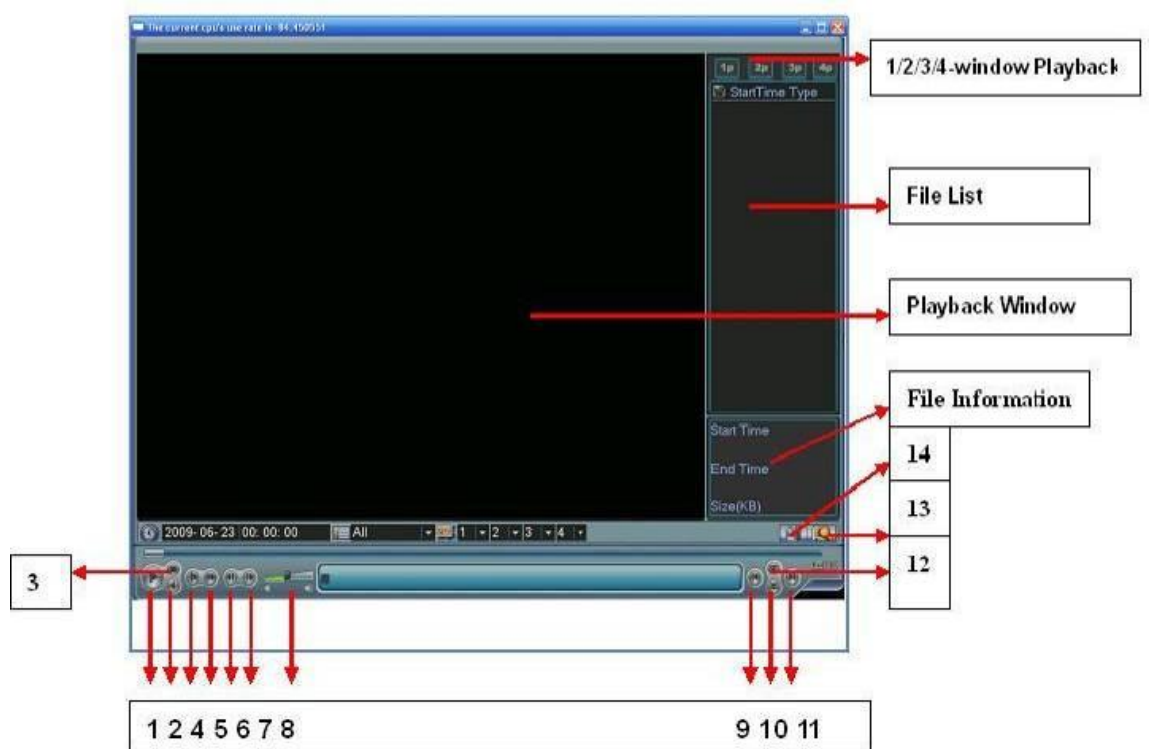 The current cpu's use rate is 84.450551
1p 2p 3p 4p
1/2/3/4-window Playback
StartTime Type
File List
Playback Window
File Information
Start Time
14
End Time
13
Size(KB)
2009-06-23 00:00:00 All 1 2 3 4
12
3
1 2 4 5 6 7 8 9 10 11